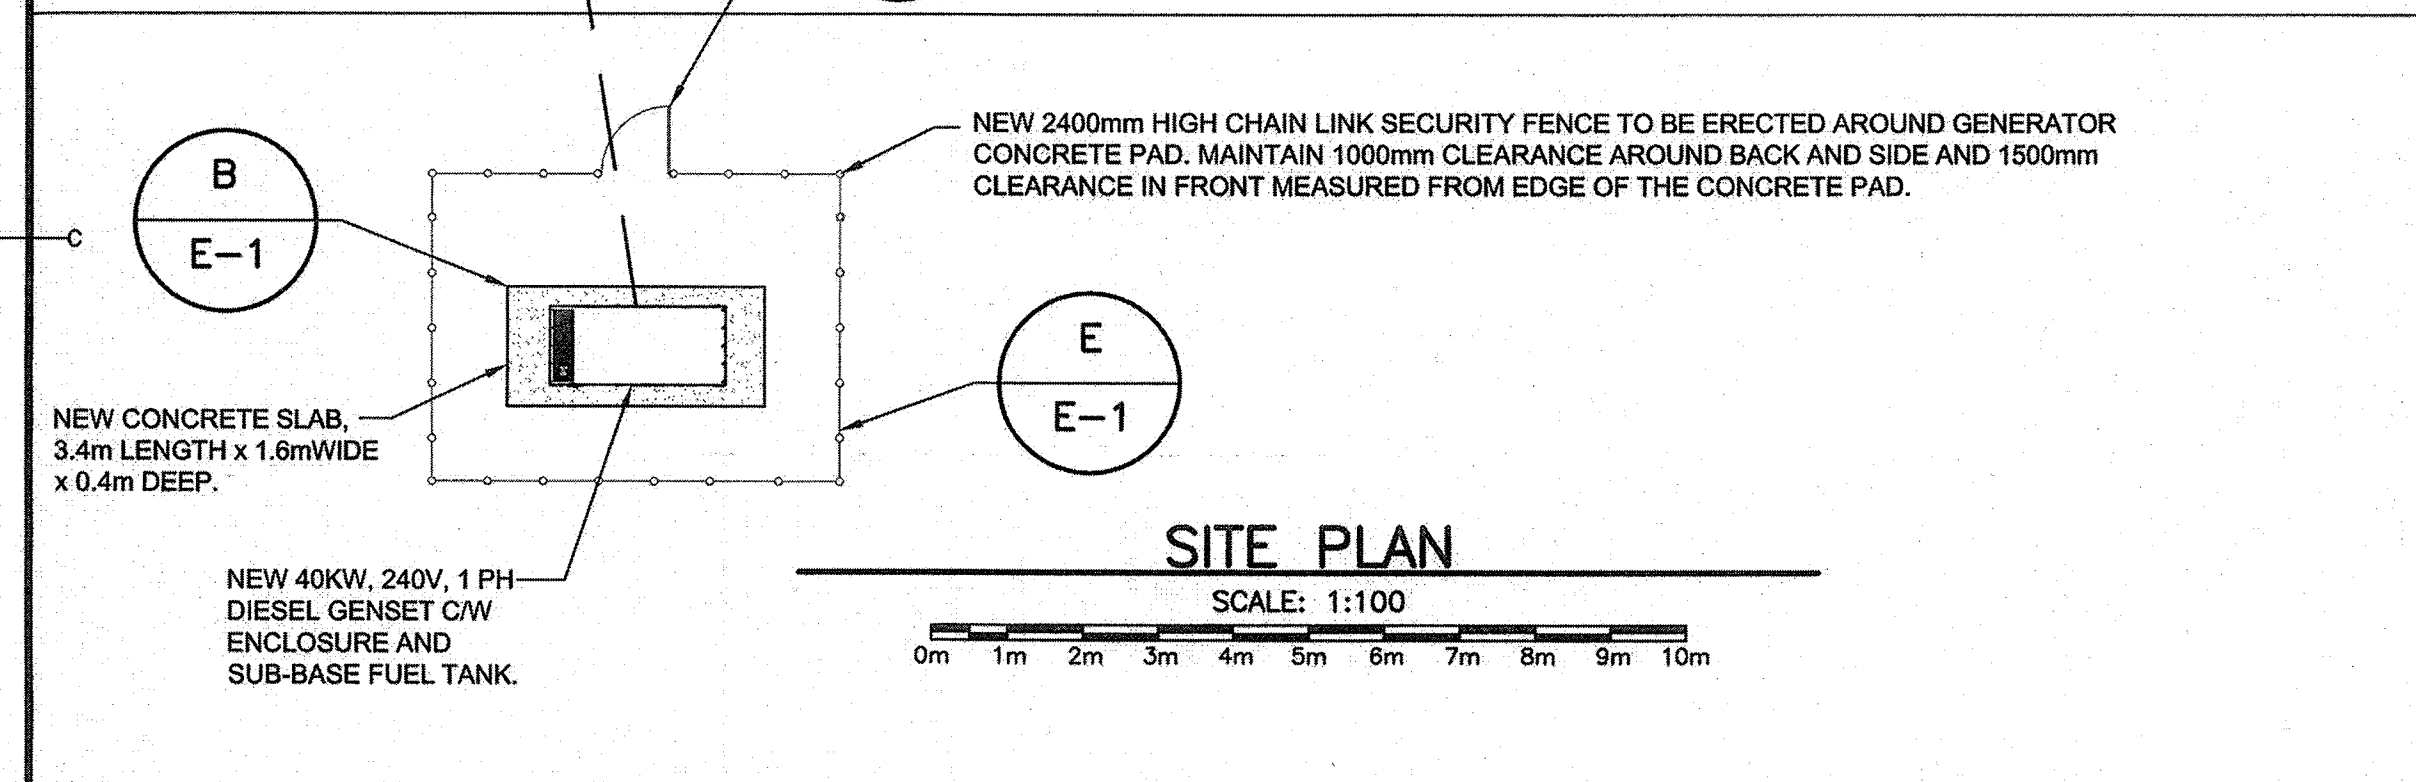 NEW 2400mm HIGH CHAIN LINK SECURITY FENCE TO BE ERECTED AROUND GENERATOR
CONCRETE PAD. MAINTAIN 1000mm CLEARANCE AROUND BACK AND SIDE AND 1500mm
CLEARANCE IN FRONT MEASURED FROM EDGE OF THE CONCRETE PAD.
B
E-1
C
E
E-1
NEW CONCRETE SLAB,
3.4m LENGTH x 1.6mWIDE
x 0.4m DEEP.
NEW 40KW, 240V, 1 PH
DIESEL GENSET C/W
ENCLOSURE AND
SUB-BASE FUEL TANK.
SITE PLAN
SCALE: 1:100
0m 1m 2m 3m 4m 5m 6m 7m 8m 9m 10m